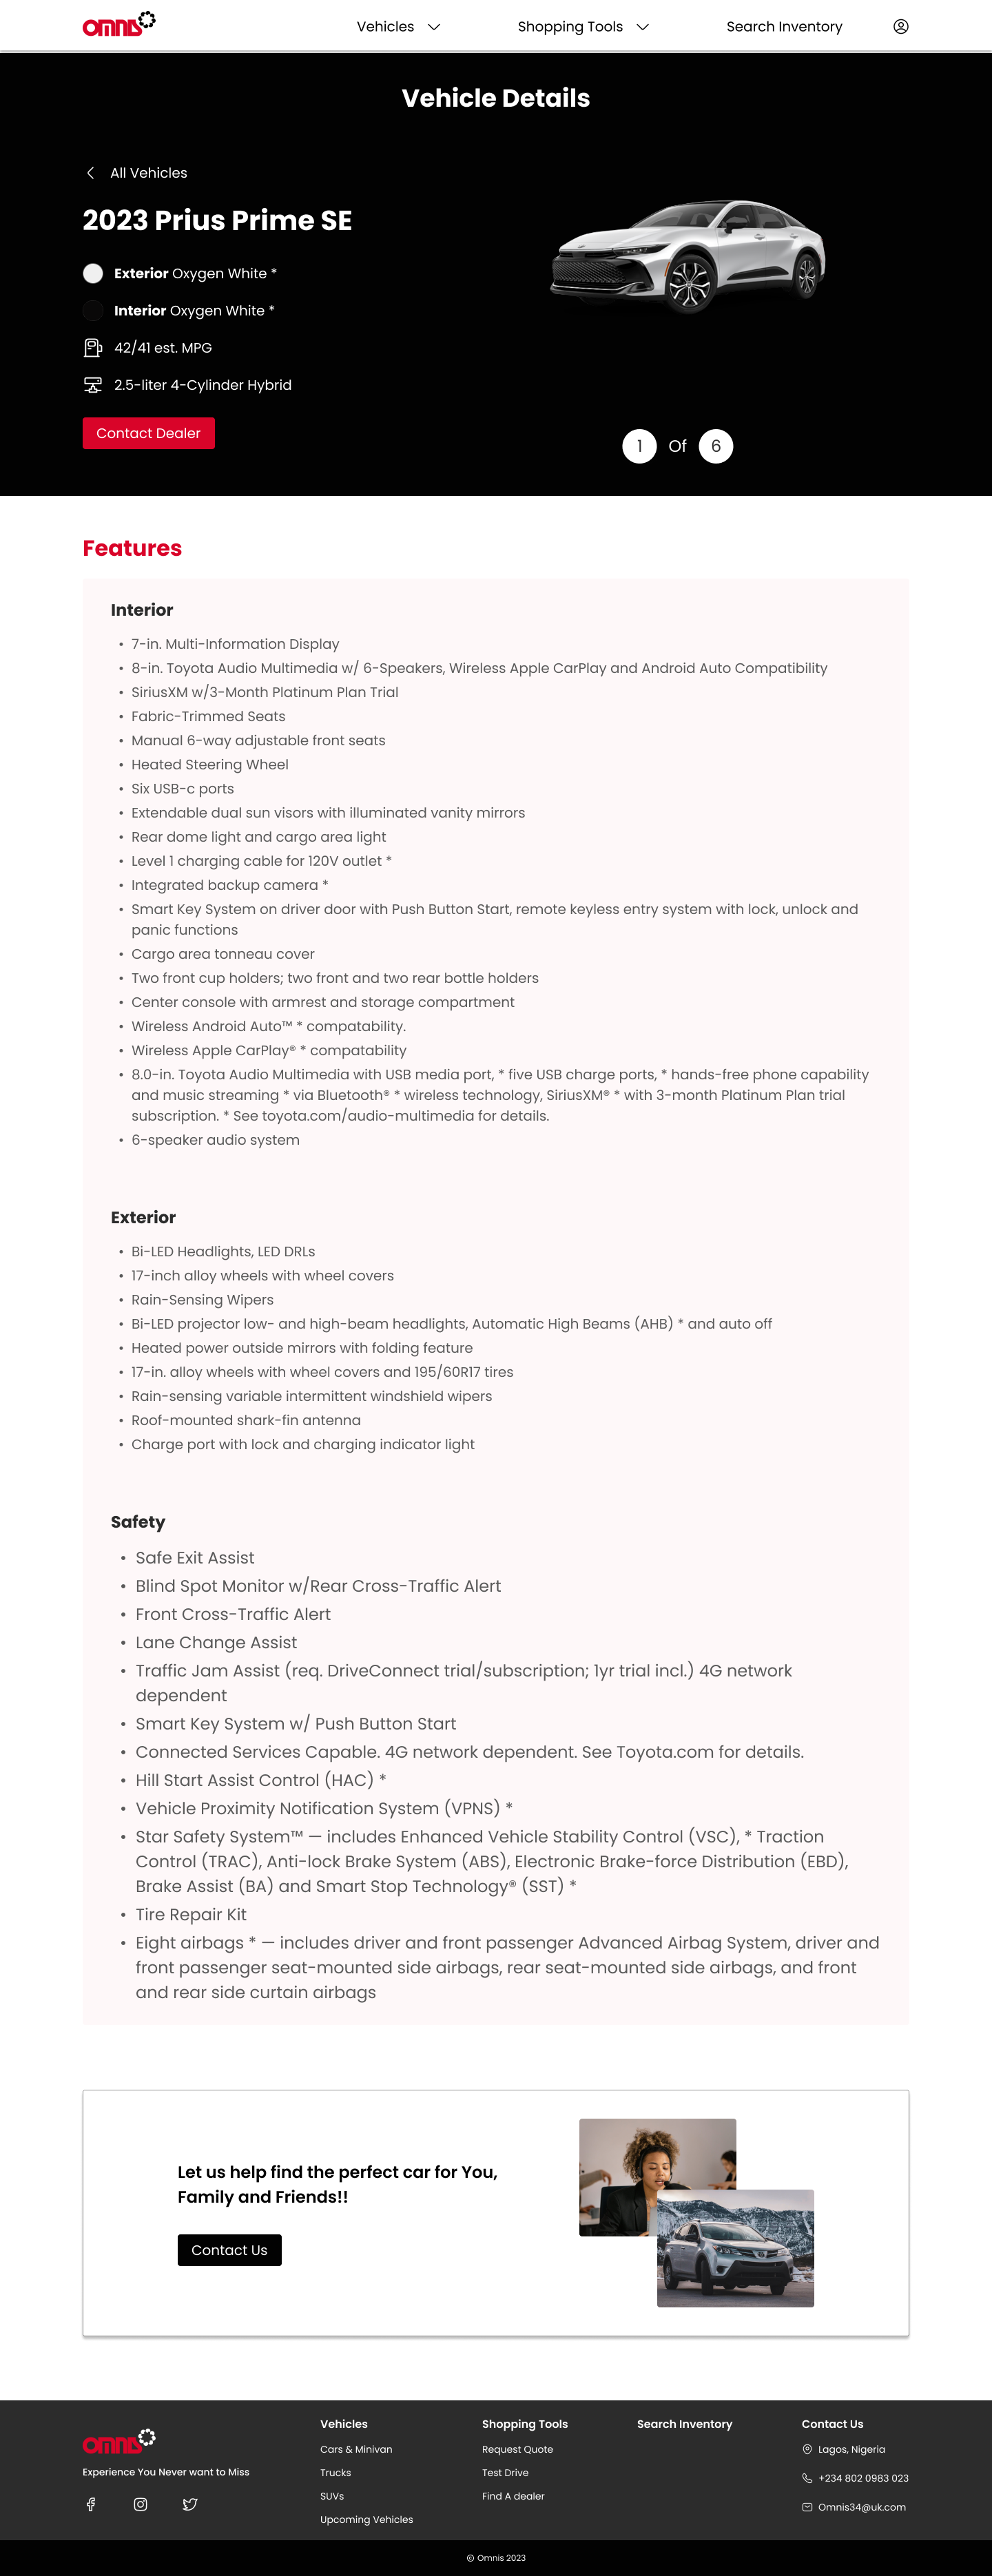 omnis
Vehicles
Shopping Tools
Search Inventory
Vehicle Details
All Vehicles
2023 Prius Prime SE
Exterior Oxygen White *
Interior Oxygen White *
42/41 est. MPG
2.5-liter 4-Cylinder Hybrid
Contact Dealer
1 Of 6
Features
Interior
• 7-in. Multi-Information Display
• 8-in. Toyota Audio Multimedia w/ 6-Speakers, Wireless Apple CarPlay and Android Auto Compatibility
• SiriusXM w/3-Month Platinum Plan Trial
• Fabric-Trimmed Seats
• Manual 6-way adjustable front seats
• Heated Steering Wheel
• Six USB-c ports
• Extendable dual sun visors with illuminated vanity mirrors
• Rear dome light and cargo area light
• Level 1 charging cable for 120V outlet *
• Integrated backup camera *
• Smart Key System on driver door with Push Button Start, remote keyless entry system with lock, unlock and
panic functions
• Cargo area tonneau cover
• Two front cup holders; two front and two rear bottle holders
• Center console with armrest and storage compartment
• Wireless Android Auto™ * compatability.
• Wireless Apple CarPlay® * compatability
• 8.0-in. Toyota Audio Multimedia with USB media port, * five USB charge ports, * hands-free phone capability
and music streaming * via Bluetooth® * wireless technology, SiriusXM® * with 3-month Platinum Plan trial
subscription. * See toyota.com/audio-multimedia for details.
• 6-speaker audio system
Exterior
• Bi-LED Headlights, LED DRLs
• 17-inch alloy wheels with wheel covers
• Rain-Sensing Wipers
• Bi-LED projector low- and high-beam headlights, Automatic High Beams (AHB) * and auto off
• Heated power outside mirrors with folding feature
• 17-in. alloy wheels with wheel covers and 195/60R17 tires
• Rain-sensing variable intermittent windshield wipers
• Roof-mounted shark-fin antenna
• Charge port with lock and charging indicator light
Safety
• Safe Exit Assist
• Blind Spot Monitor w/Rear Cross-Traffic Alert
• Front Cross-Traffic Alert
• Lane Change Assist
• Traffic Jam Assist (req. DriveConnect trial/subscription; 1yr trial incl.) 4G network
dependent
• Smart Key System w/ Push Button Start
• Connected Services Capable. 4G network dependent. See Toyota.com for details.
• Hill Start Assist Control (HAC) *
• Vehicle Proximity Notification System (VPNS) *
• Star Safety System™ — includes Enhanced Vehicle Stability Control (VSC), * Traction
Control (TRAC), Anti-lock Brake System (ABS), Electronic Brake-force Distribution (EBD),
Brake Assist (BA) and Smart Stop Technology® (SST) *
• Tire Repair Kit
• Eight airbags * — includes driver and front passenger Advanced Airbag System, driver and
front passenger seat-mounted side airbags, rear seat-mounted side airbags, and front
and rear side curtain airbags
Let us help find the perfect car for You,
Family and Friends!!
Contact Us
omnis
Experience You Never want to Miss
Vehicles
Cars & Minivan
Trucks
SUVs
Upcoming Vehicles
Shopping Tools
Request Quote
Test Drive
Find A dealer
Search Inventory
Contact Us
Lagos, Nigeria
+234 802 0983 023
Omnis34@uk.com
© Omnis 2023